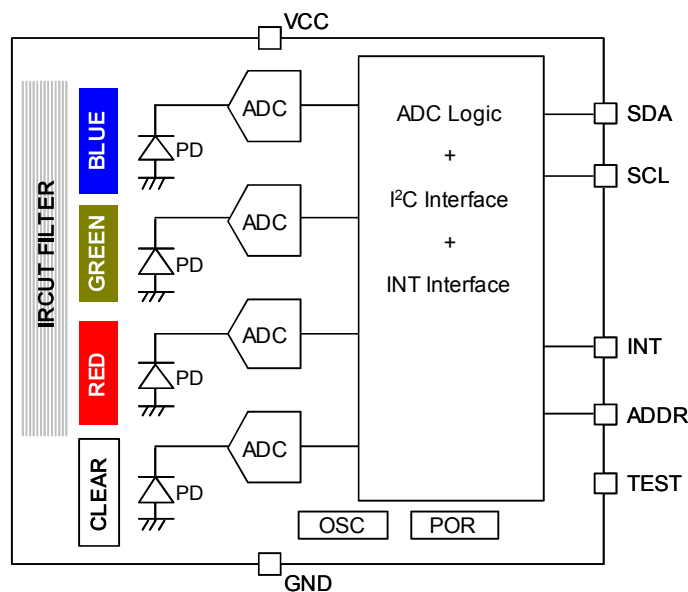 VCC
IRCUT FILTER
BLUE
PD
ADC
GREEN
PD
ADC
RED
PD
ADC
CLEAR
PD
ADC
ADC Logic
+
I²C Interface
+
INT Interface
SDA
SCL
INT
ADDR
TEST
OSC
POR
GND